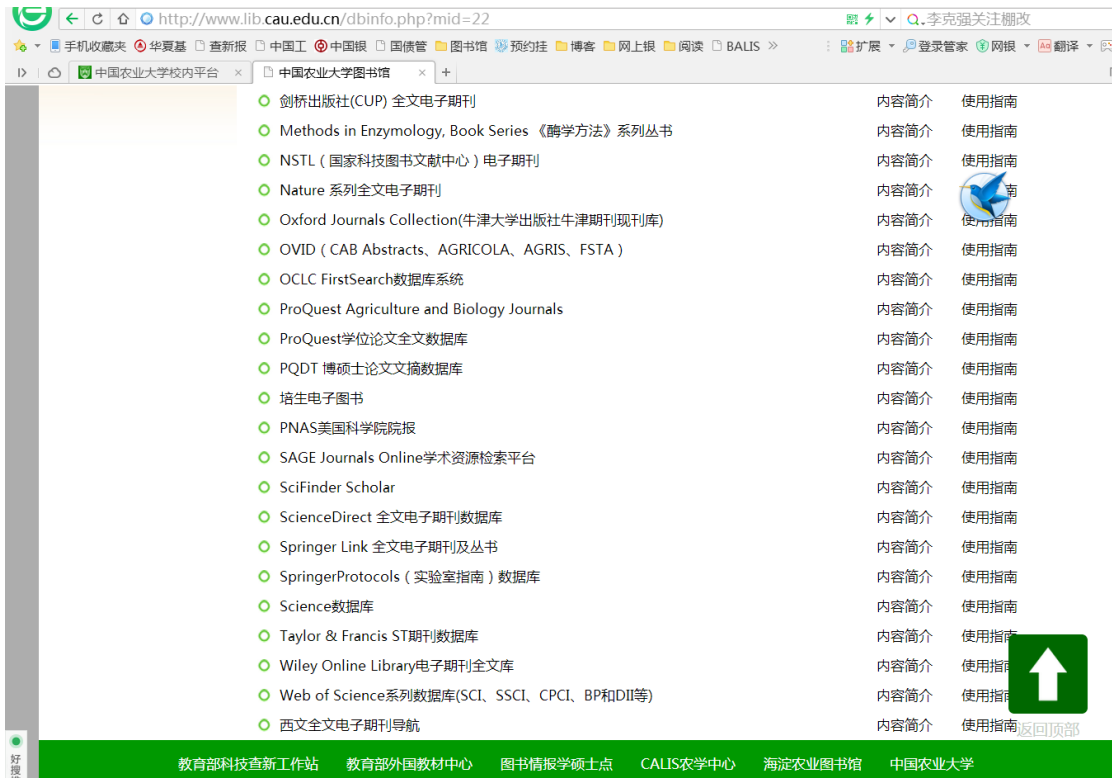 http://www.lib.cau.edu.cn/dbinfo.php?mid=22 李克强关注棚改
手机收藏夹 华夏基 查新报 中国工 中国银 国债管 图书馆 预约挂 博客 网上银 阅读 BALIS 扩展 登录管家 网银 翻译
中国农业大学校内平台 中国农业大学图书馆
剑桥出版社(CUP) 全文电子期刊 内容简介 使用指南
Methods in Enzymology, Book Series 《酶学方法》系列丛书 内容简介 使用指南
NSTL（国家科技图书文献中心）电子期刊 内容简介 使用指南
Nature 系列全文电子期刊 内容简介 南
Oxford Journals Collection(牛津大学出版社牛津期刊现刊库) 内容简介 使用指南
OVID（CAB Abstracts、AGRICOLA、AGRIS、FSTA） 内容简介 使用指南
OCLC FirstSearch数据库系统 内容简介 使用指南
ProQuest Agriculture and Biology Journals 内容简介 使用指南
ProQuest学位论文全文数据库 内容简介 使用指南
PQDT 博硕士论文文摘数据库 内容简介 使用指南
培生电子图书 内容简介 使用指南
PNAS美国科学院院报 内容简介 使用指南
SAGE Journals Online学术资源检索平台 内容简介 使用指南
SciFinder Scholar 内容简介 使用指南
ScienceDirect 全文电子期刊数据库 内容简介 使用指南
Springer Link 全文电子期刊及丛书 内容简介 使用指南
SpringerProtocols（实验室指南）数据库 内容简介 使用指南
Science数据库 内容简介 使用指南
Taylor & Francis ST期刊数据库 内容简介 使用指南
Wiley Online Library电子期刊全文库 内容简介 使用指
Web of Science系列数据库(SCI、SSCI、CPCI、BP和DII等) 内容简介 使用指
西文全文电子期刊导航 内容简介 使用指南
返回顶部
好搜
教育部科技查新工作站 教育部外国教材中心 图书情报学硕士点 CALIS农学中心 海淀农业图书馆 中国农业大学